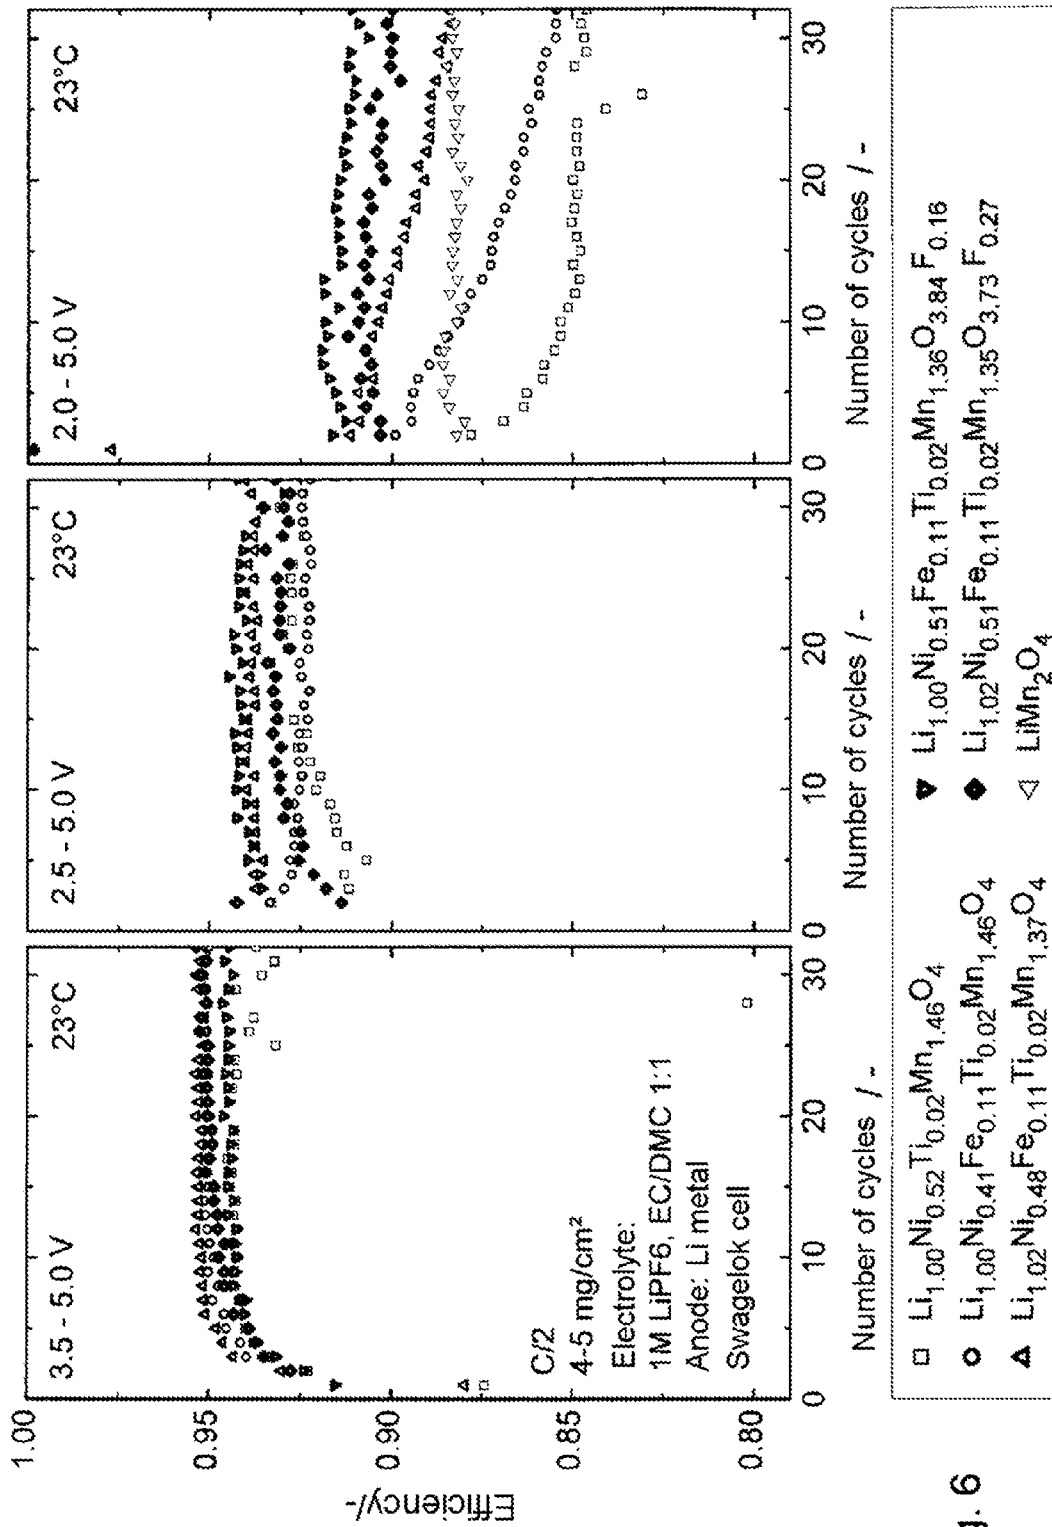 3.5 - 5.0 V
23°C
2.5 - 5.0 V
23°C
2.0 - 5.0 V
23°C
1.00
0.95
0.90
0.85
0.80
Efficiency/-
C/2
4-5 mg/cm²
Electrolyte:
1M LiPF6, EC/DMC 1:1
Anode: Li metal
Swagelok cell
0 10 20 30
0 10 20 30
0 10 20 30
Number of cycles / -
Number of cycles / -
Number of cycles / -
Li1.00Ni0.52Ti0.02Mn1.46O4
Li1.00Ni0.41Fe0.11Ti0.02Mn1.46O4
Li1.02Ni0.48Fe0.11Ti0.02Mn1.37O4
Li1.00Ni0.51Fe0.11Ti0.02Mn1.36O3.84F0.16
Li1.02Ni0.51Fe0.11Ti0.02Mn1.35O3.73F0.27
LiMn2O4
6